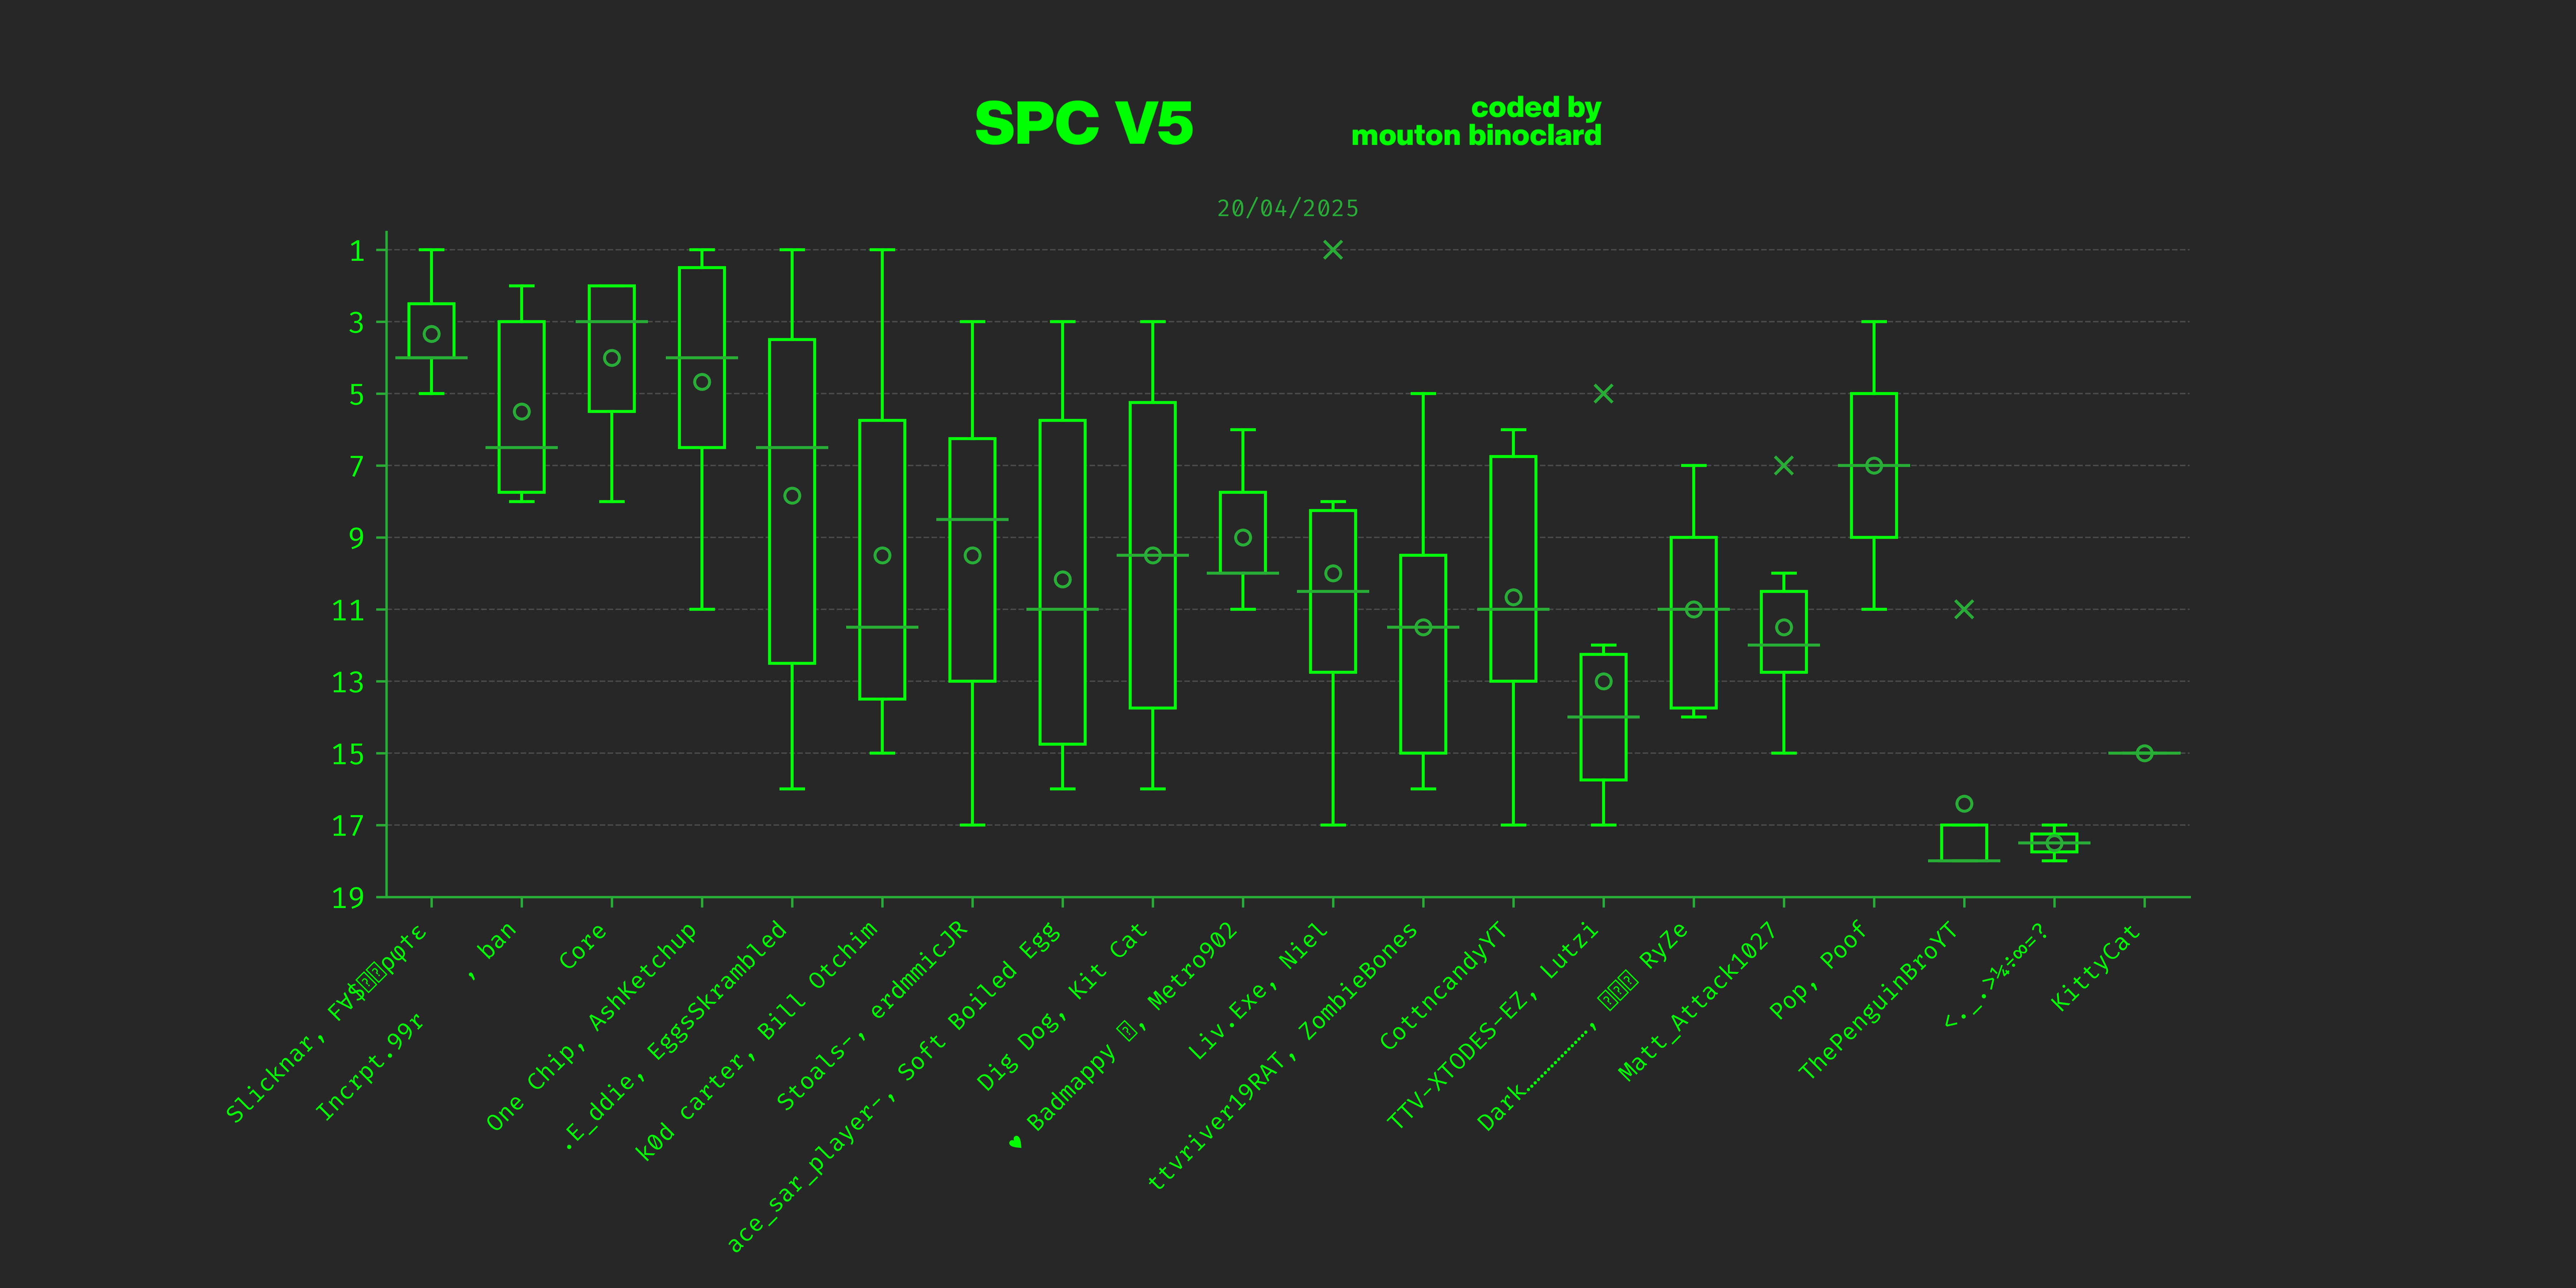 SPC V5
coded by
mouton binoclard
20/04/2025
1
3
5
7
9
11
13
15
17
19
Slicknar,
Incrpt.99r , ban
Core
One Chip, AshKetchup
.E_ddie, EggsSkrambled
k0d carter, Bill Otchim
Stoals-, erdmmicJR
ace_sar_player-, Soft Boiled Egg
Dig Dog, Kit Cat
♥ Badmappy , Metro902
Liv.Exe, Niel
ttvriver19RAT, ZombieBones
CottncandyYT
TTV-XTODES-EZ, Lutzi
Dark……………, RyZe
Matt_Attack1027
Pop, Poof
ThePenguinBroYT
<._.>¼÷∞=?
KittyCat